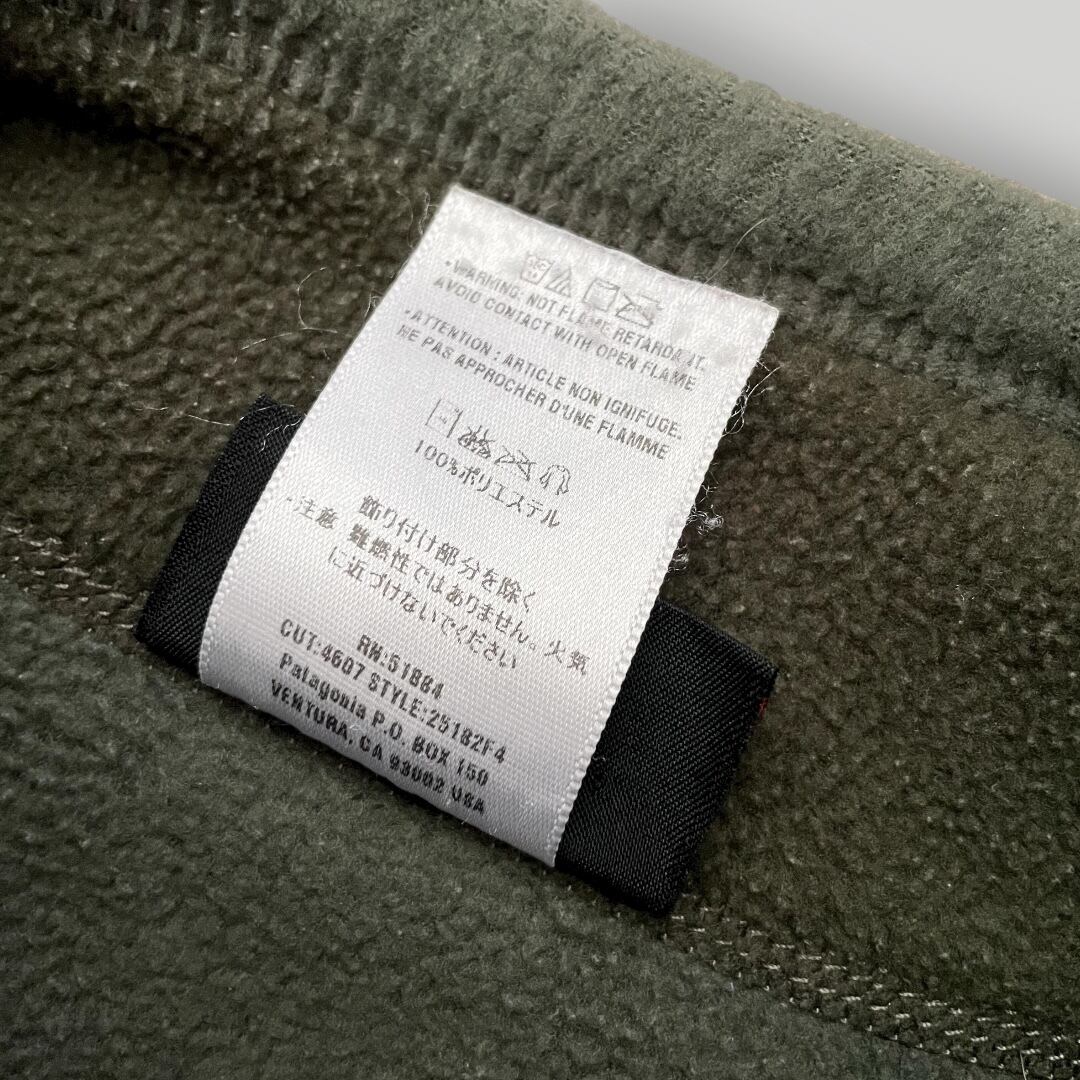 •WARNING: NOT FLAME RETARDANT.
AVOID CONTACT WITH OPEN FLAME
•ATTENTION : ARTICLE NON IGNIFUGE.
NE PAS APPROCHER D'UNE FLAMME
100%ポリエステル
飾り付け部分を除く
・注意 難燃性ではありません。火気
に近づけないでください
RN:51884
CUT:4607 STYLE:25182F4
Patagonia P.O. BOX 150
VENTURA, CA 93002 USA